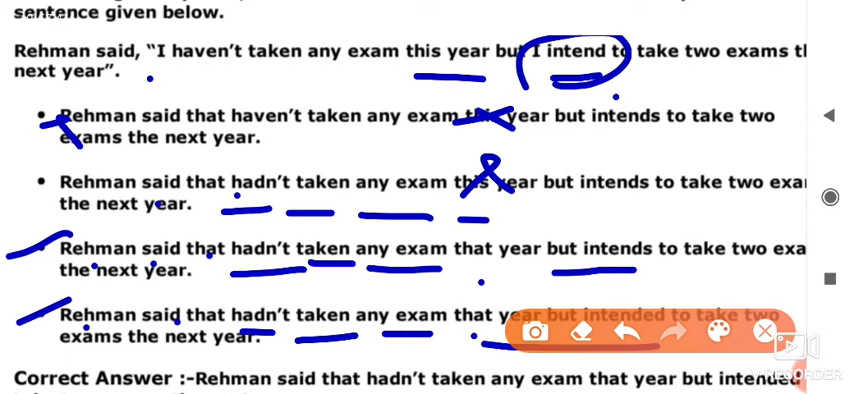 sentence given below.
Rehman said, “I haven’t taken any exam this year but I intend to take two exams
next year”.
• Rehman said that haven’t taken any exam this year but intends to take two
exams the next year.
• Rehman said that hadn’t taken any exam this year but intends to take two
the next year.
Rehman said that hadn’t taken any exam that year but intends to take two
the next year.
Rehman said that hadn’t taken any exam that year but intended to take two
exams the next year.
Correct Answer :-Rehman said that hadn’t taken any exam that year but intended
V RECORDER